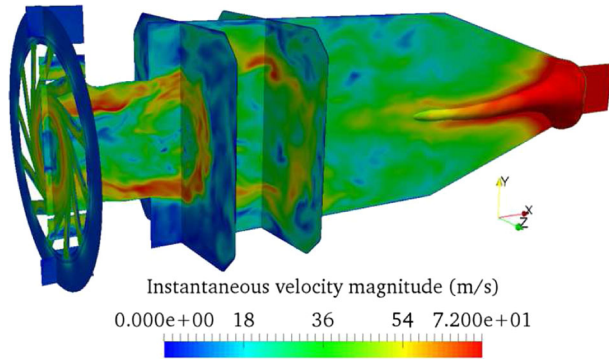 Y
X
Z
Instantaneous velocity magnitude (m/s)
0.000e+00 18 36 54 7.200e+01